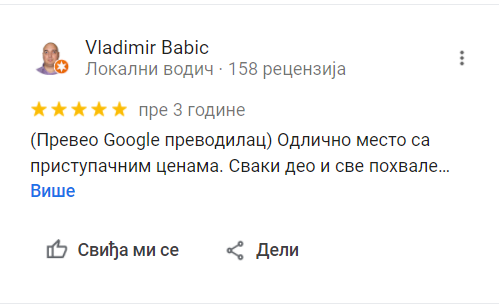 Vladimir Babic
Локални водич · 158 рецензија
пре 3 године
(Превео Google преводилац) Одлично место са
приступачним ценама. Сваки део и све похвале…
Више
Свиђа ми се
Дели